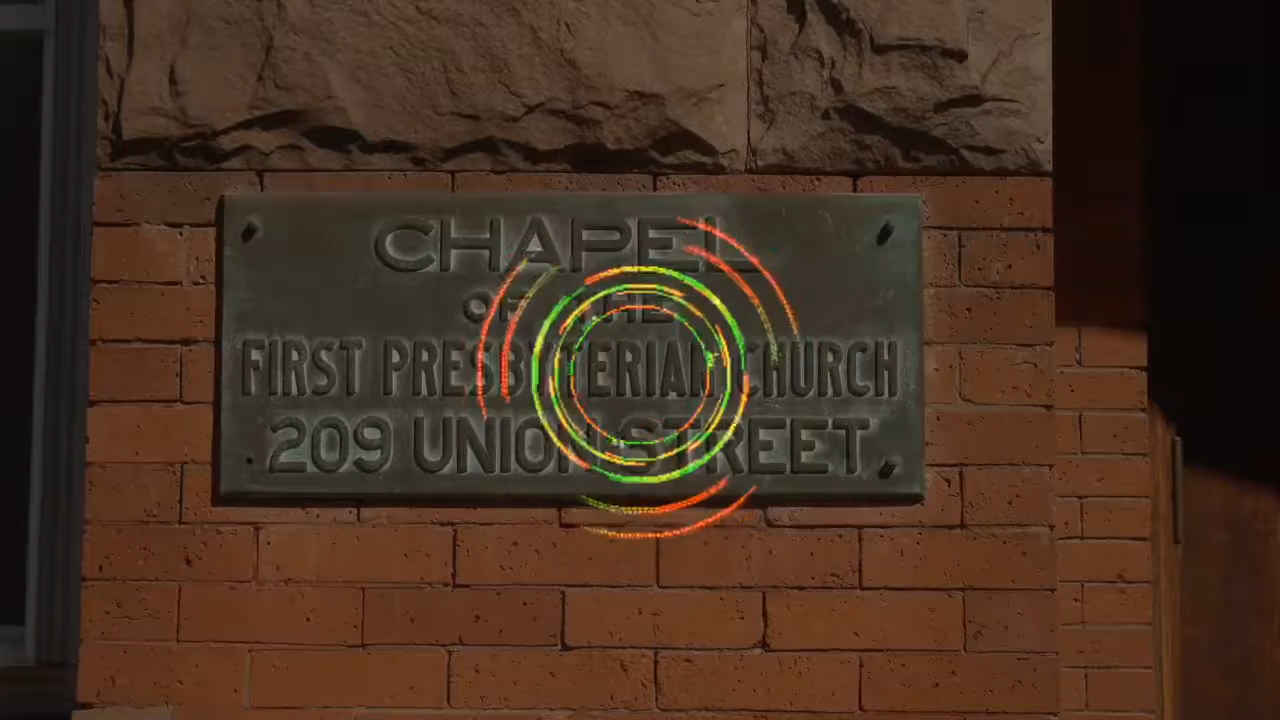 CHAPEL
OF THE
FIRST PRESBYTERIAN CHURCH
209 UNION STREET